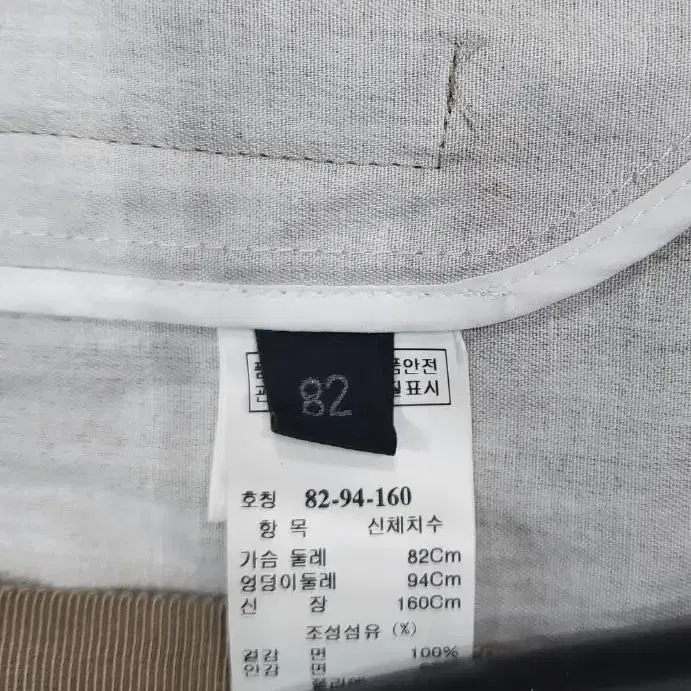 82
품안전
표시
호칭 82-94-160
항 목 신체치수
가슴 둘레 82Cm
엉덩이둘레 94Cm
신 장 160Cm
조성섬유 (%)
겉감 면 100%
안감 면